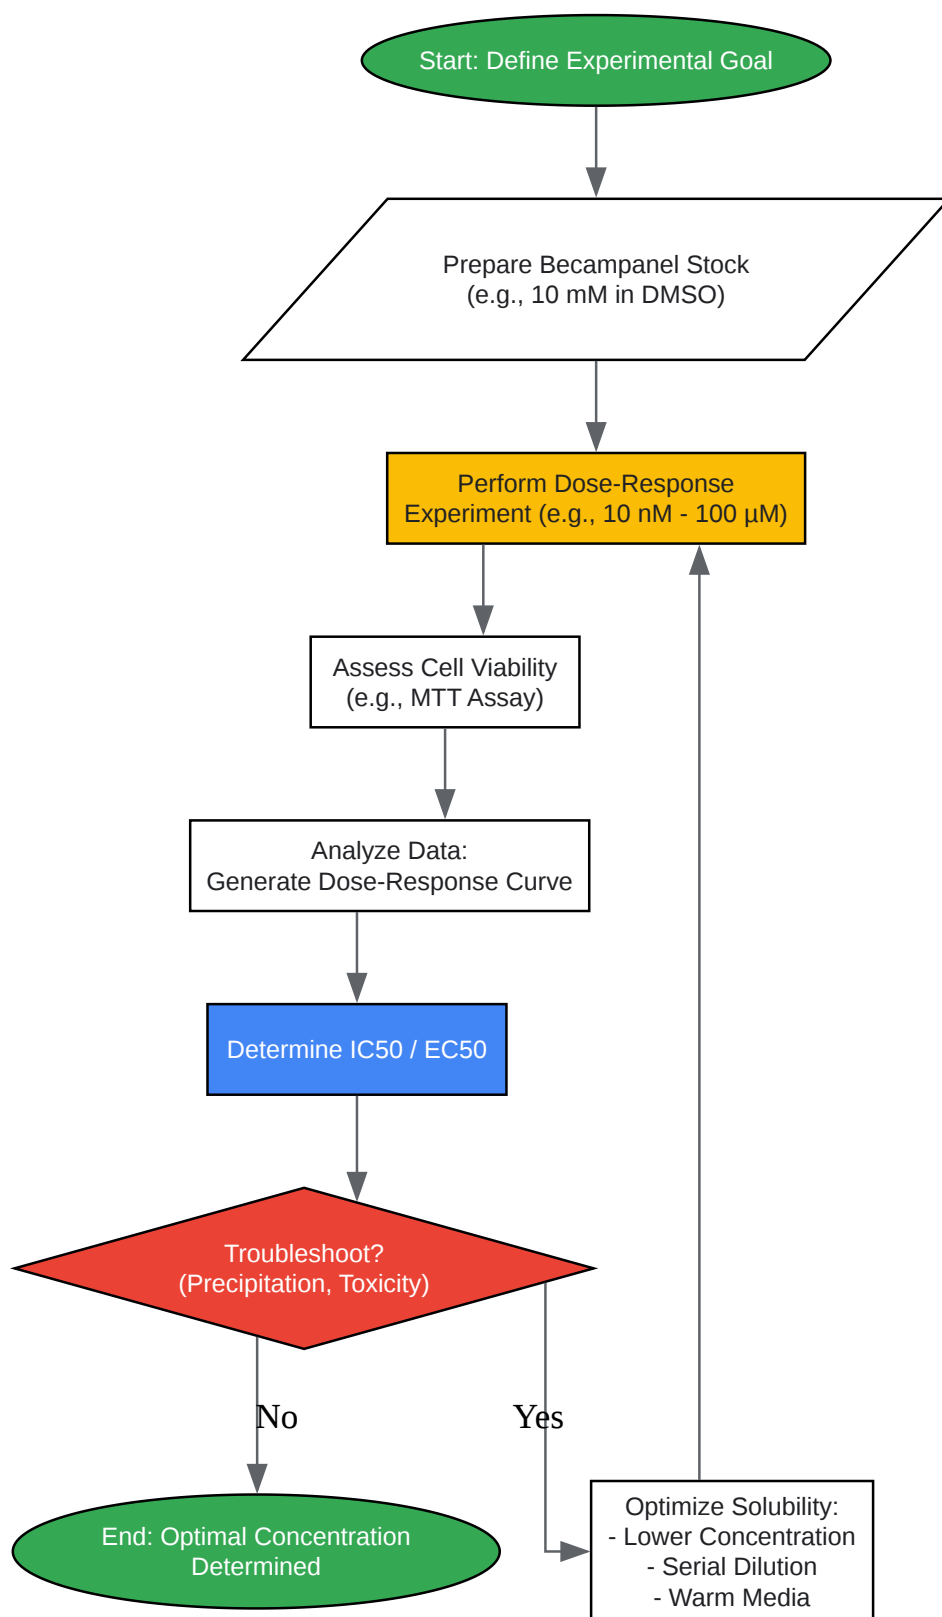 Start: Define Experimental Goal
Prepare Becampanel Stock
(e.g., 10 mM in DMSO)
Perform Dose-Response
Experiment (e.g., 10 nM - 100 µM)
Assess Cell Viability
(e.g., MTT Assay)
Analyze Data:
Generate Dose-Response Curve
Determine IC50 / EC50
Troubleshoot?
(Precipitation, Toxicity)
No
Yes
End: Optimal Concentration
Determined
Optimize Solubility:
- Lower Concentration
- Serial Dilution
- Warm Media